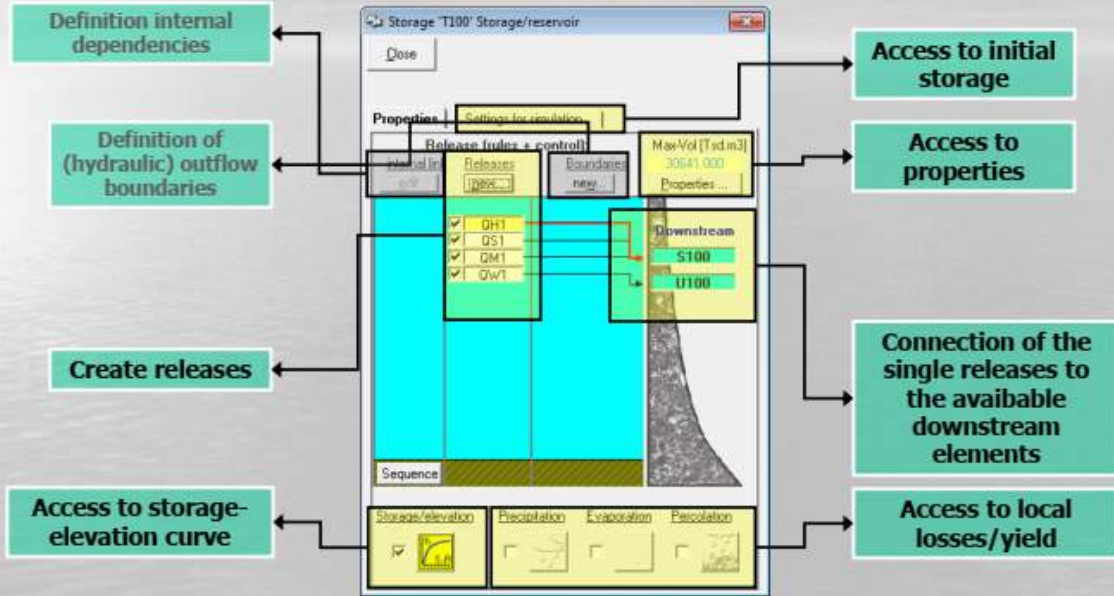 Definition internal
dependencies
Definition of
(hydraulic) outflow
boundaries
Create releases
Access to storage-
elevation curve
Storage 'T100' Storage/reservoir
Close
Properties
Settings for simulation...
Release (rules + control):
Internal lin
edit
Releases
new...
Boundaries
new...
Max-Vol [Tsd.m3]
30641.000
Properties ...
QH1
QS1
QM1
QW1
Downstream
S100
U100
Sequence
Storage/elevation
Precipitation
Evaporation
Percolation
Access to initial
storage
Access to
properties
Connection of the
single releases to
the avaibable
downstream
elements
Access to local
losses/yield